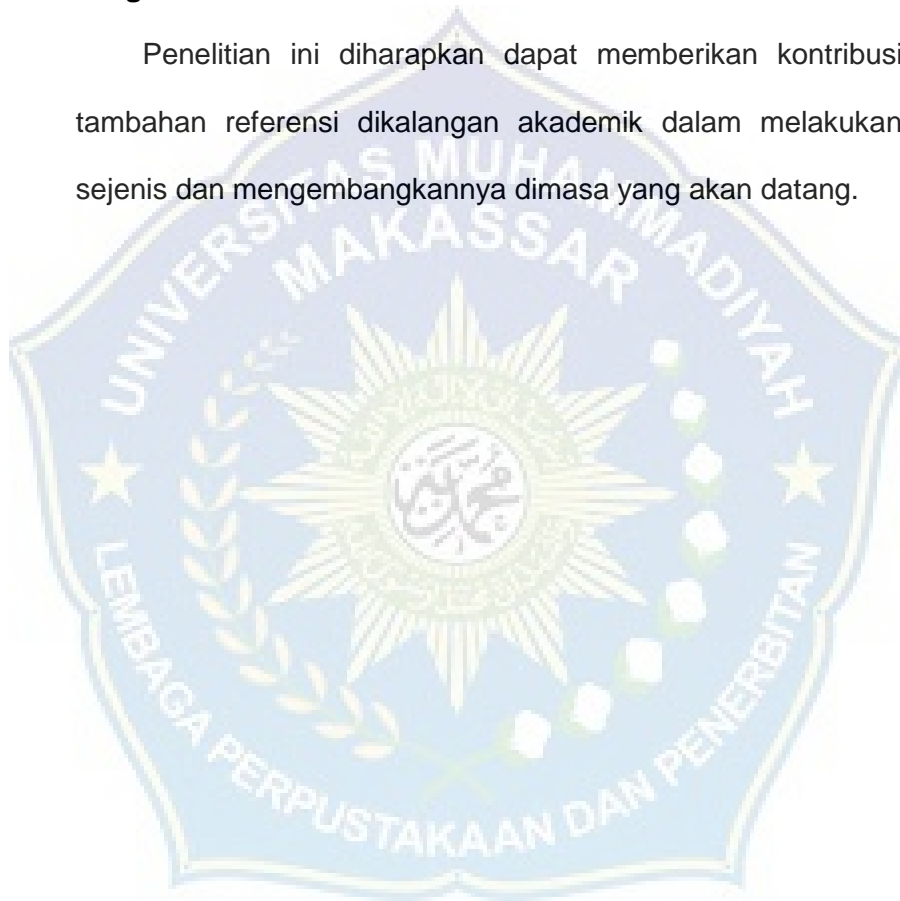 Penelitian ini diharapkan dapat memberikan kontribusi
tambahan referensi dikalangan akademik dalam melakukan
sejenis dan mengembangkannya dimasa yang akan datang.
UNIVERSITAS MUHAMMADIYAH
MAKASSAR
محمدية
LEMBAGA PERPUSTAKAAN DAN PENERBITAN